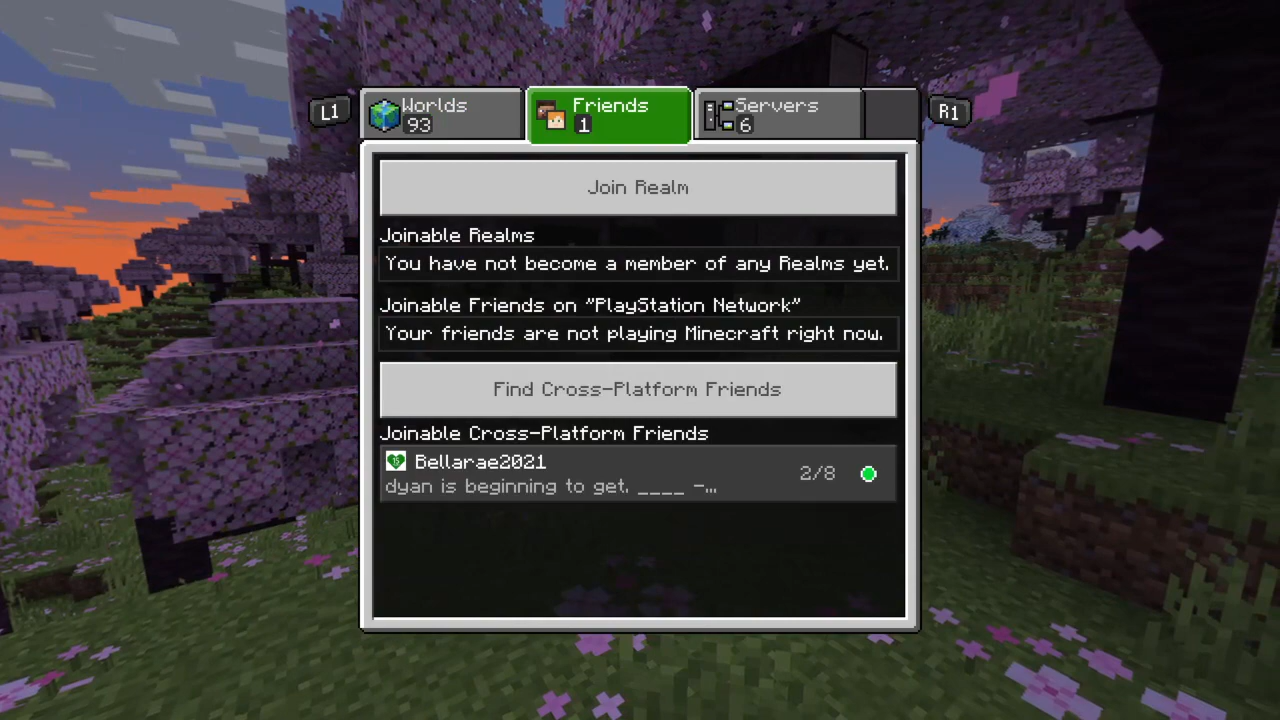 L1
Worlds
93
Friends
1
Servers
6
R1
Join Realm
Joinable Realms
You have not become a member of any Realms yet.
Joinable Friends on "PlayStation Network"
Your friends are not playing Minecraft right now.
Find Cross-Platform Friends
Joinable Cross-Platform Friends
Bellarae2021
dyan is beginning to get. ____ -...
2/8